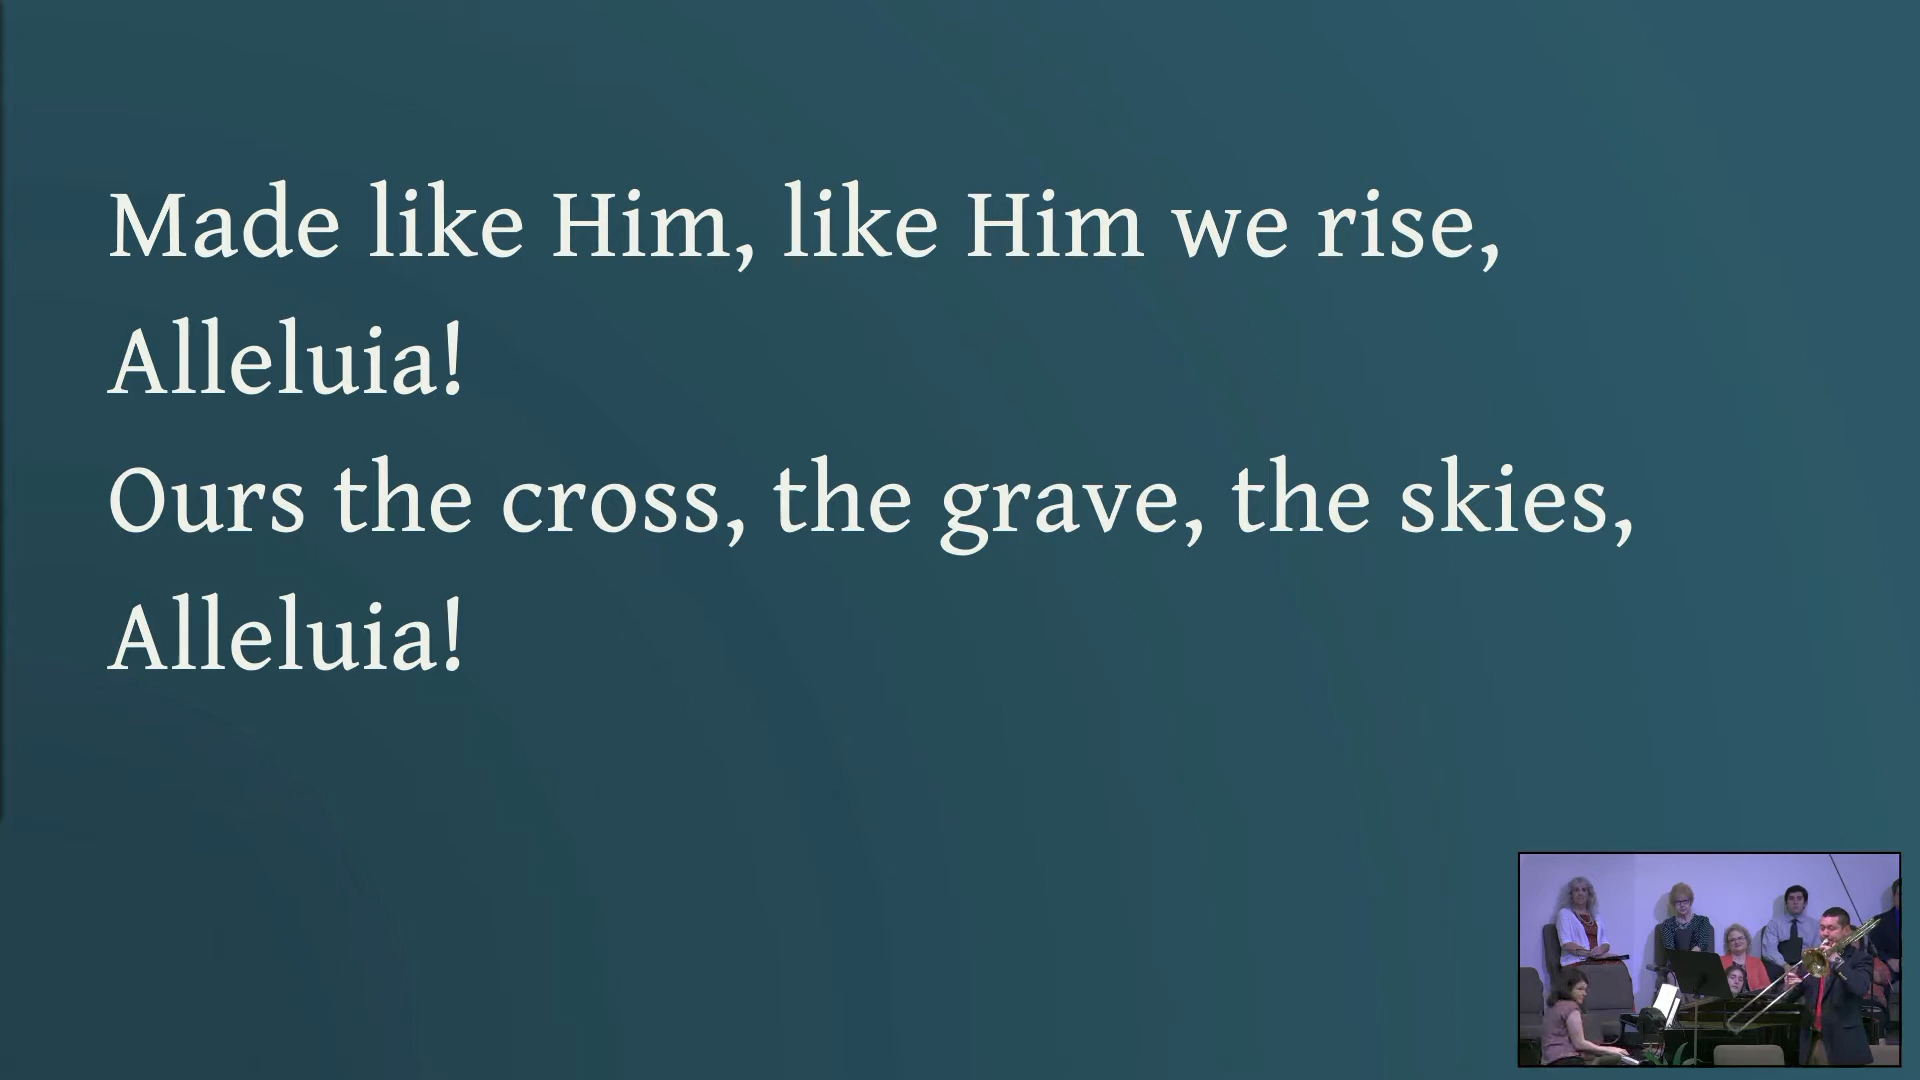 Made like Him, like Him we rise,
Alleluia!
Ours the cross, the grave, the skies,
Alleluia!